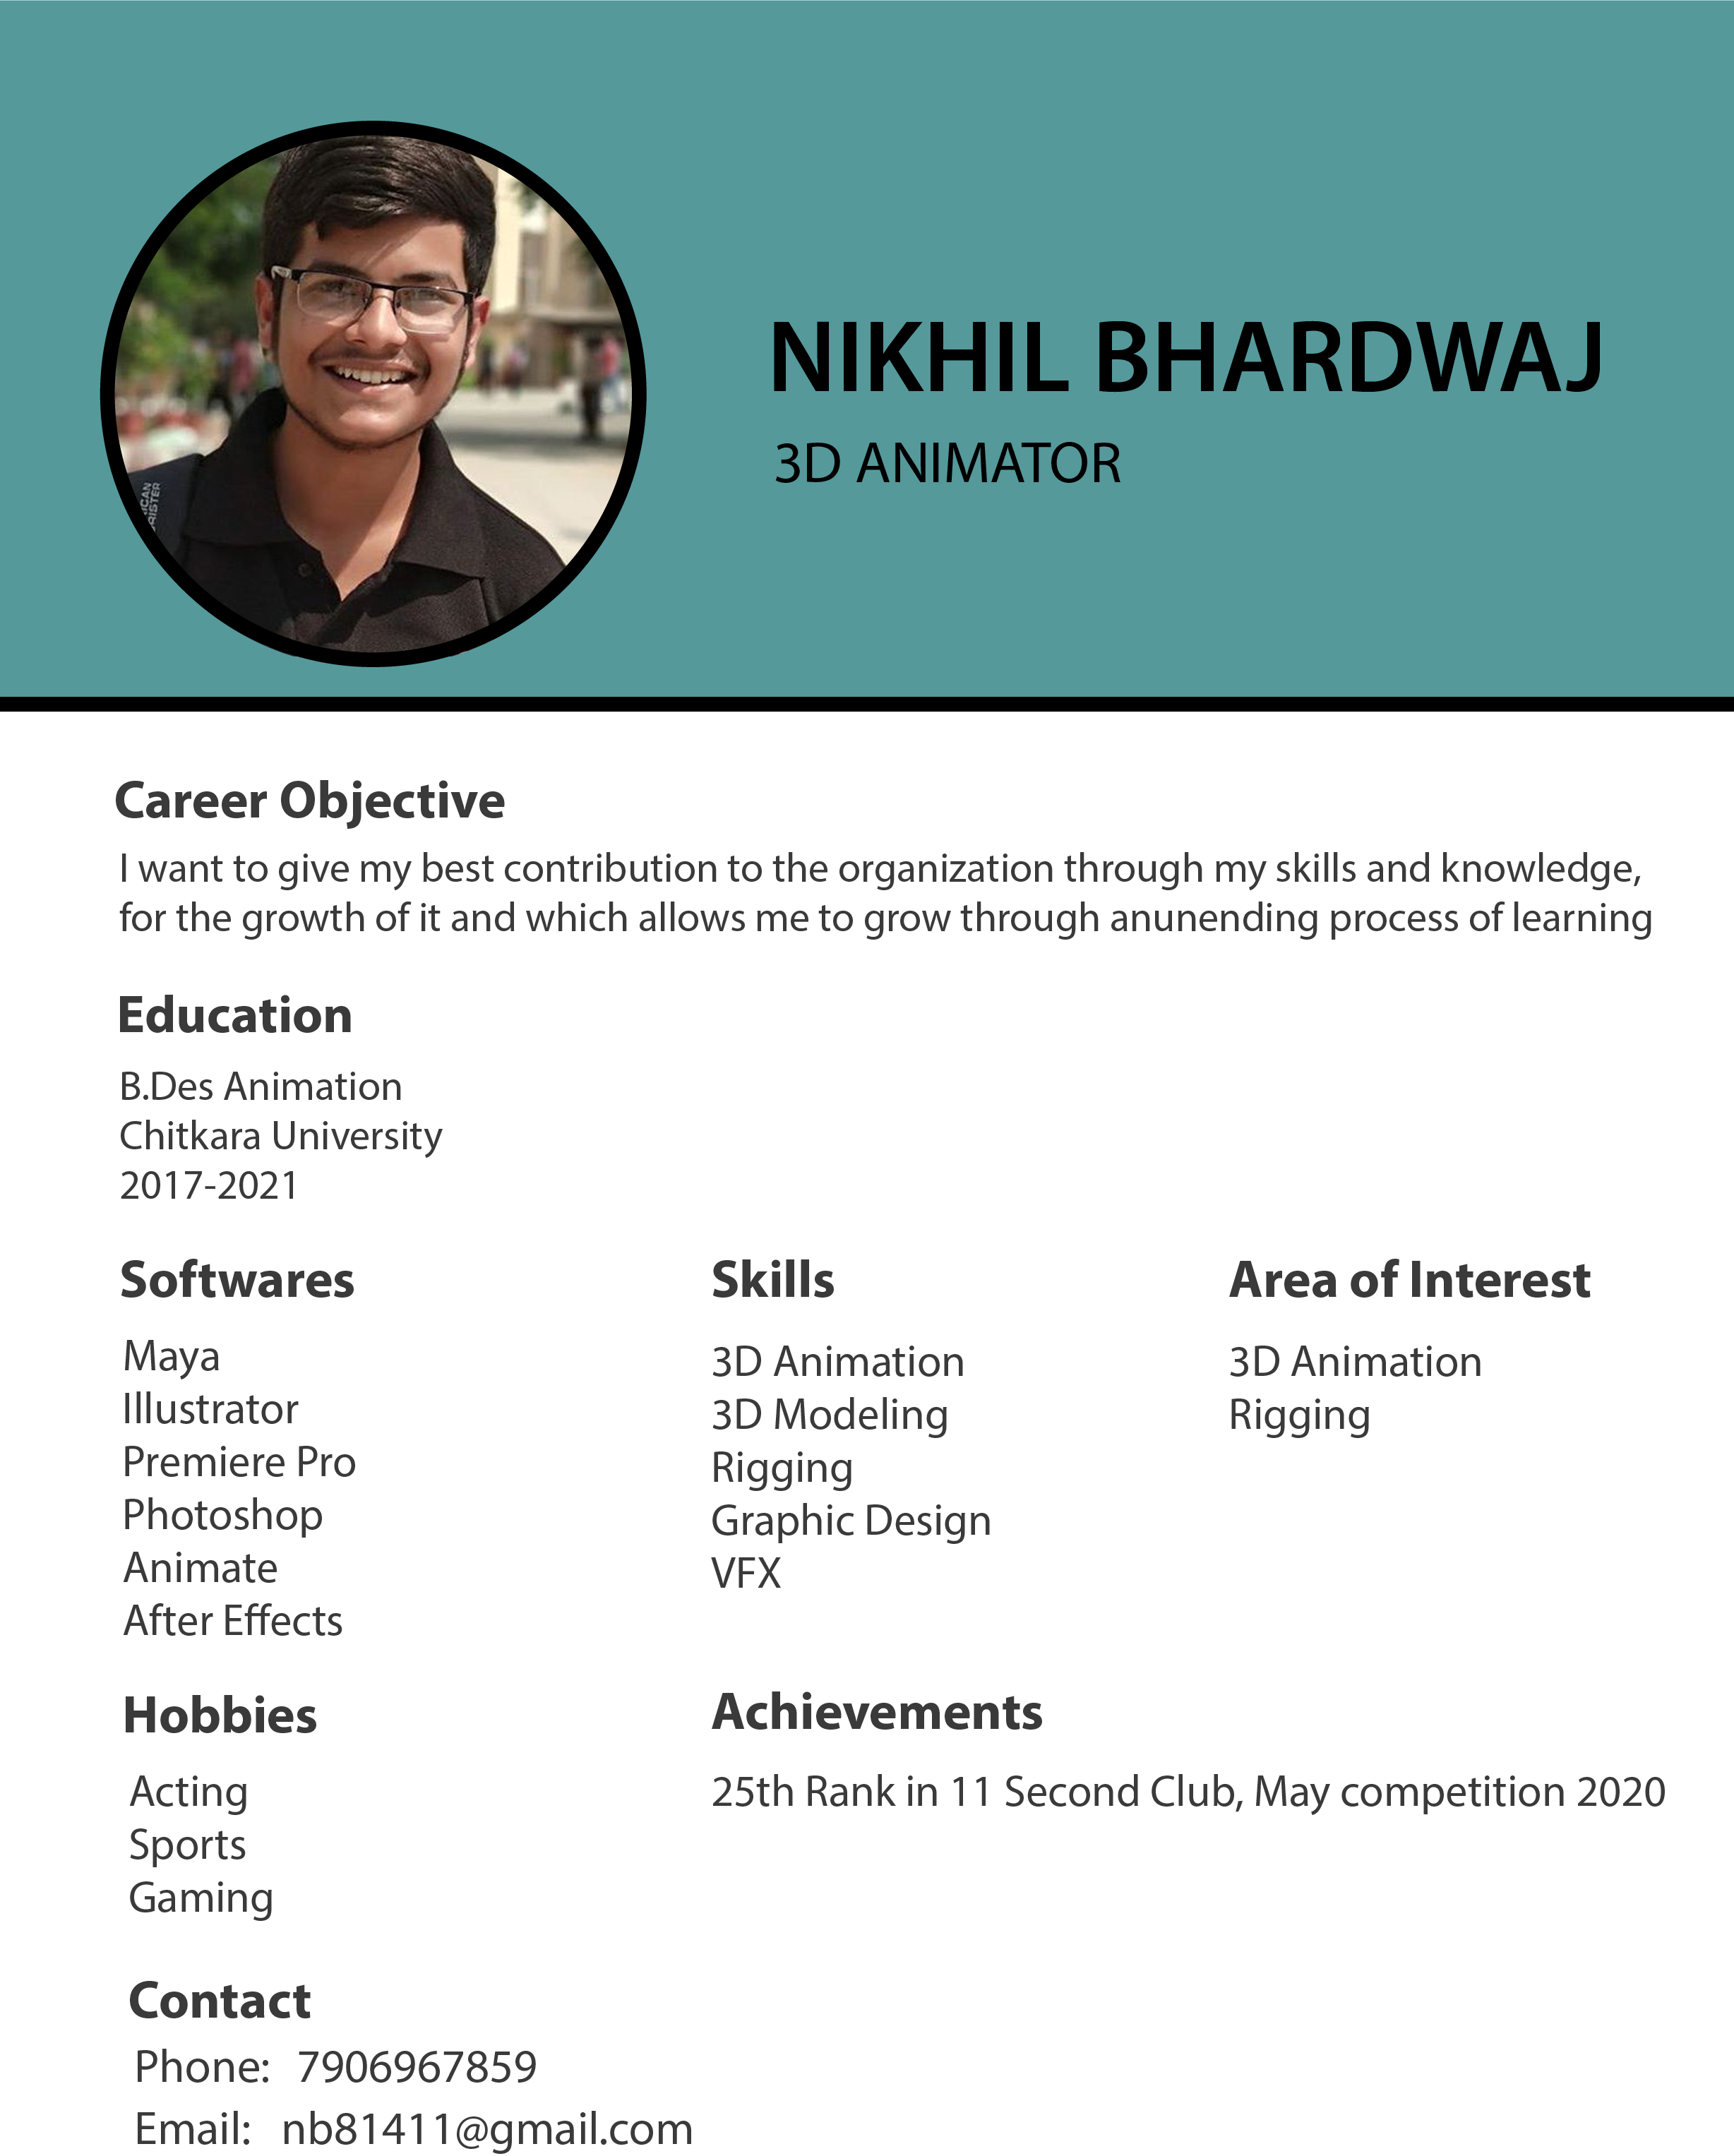 NIKHIL BHARDWAJ
3D ANIMATOR
Career Objective
I want to give my best contribution to the organization through my skills and knowledge,
for the growth of it and which allows me to grow through anunending process of learning
Education
B.Des Animation
Chitkara University
2017-2021
Softwares
Maya
Illustrator
Premiere Pro
Photoshop
Animate
After Effects
Skills
3D Animation
3D Modeling
Rigging
Graphic Design
VFX
Area of Interest
3D Animation
Rigging
Hobbies
Acting
Sports
Gaming
Achievements
25th Rank in 11 Second Club, May competition 2020
Contact
Phone: 7906967859
Email: nb81411@gmail.com